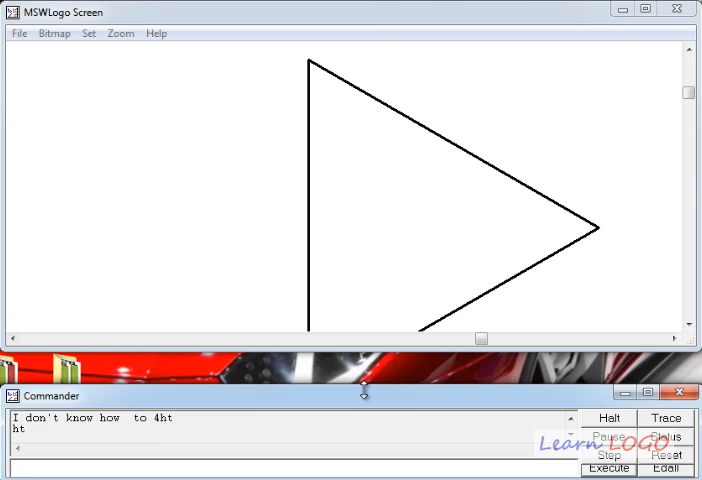 MSWLogo Screen
File Bitmap Set Zoom Help
Commander
I don't know how  to 4ht
ht
Halt Trace
Pause Status
Step Reset
Execute Edall
Learn LOGO